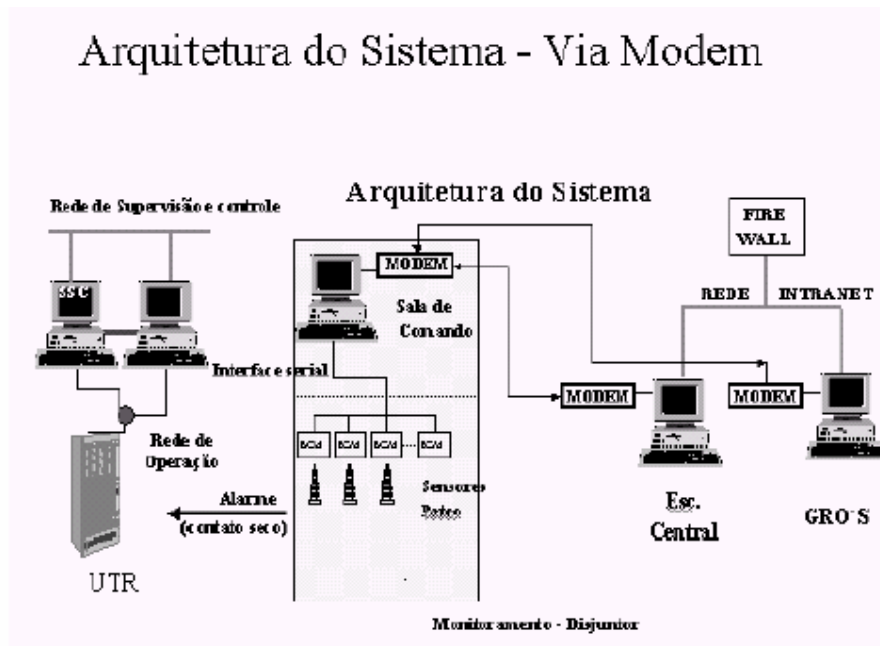 Arquitetura do Sistema - Via Modem
Arquitetura do Sistema
Rede de Supervisão e controle
FIRE
WALL
MODEM
SSC
REDE
INTRANET
Sala de
Comando
Interface serial
MODEM
MODEM
BCM
BCM
BCM
BCM
Rede de
Operação
Sensores
Alarme
(contato seco)
Esc.
Central
GRO'S
UTR
Monitoramento - Disjuntor